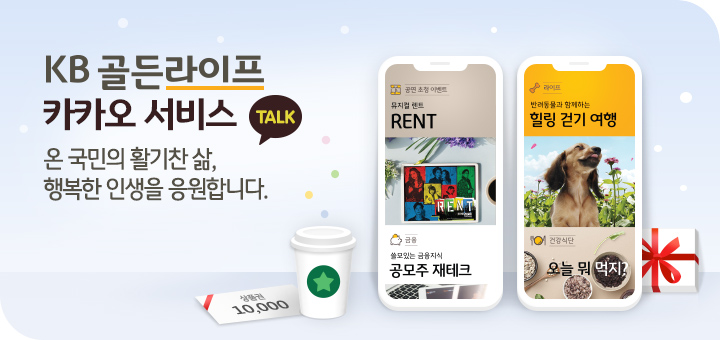 KB 골든라이프
카카오 서비스
TALK
온 국민의 활기찬 삶,
행복한 인생을 응원합니다.
상품권
10,000
공연 초청 이벤트
뮤지컬 렌트
RENT
RENT
금융
쓸모있는 금융지식
공모주 재테크
라이프
반려동물과 함께하는
힐링 걷기 여행
건강식단
오늘 뭐 먹지?